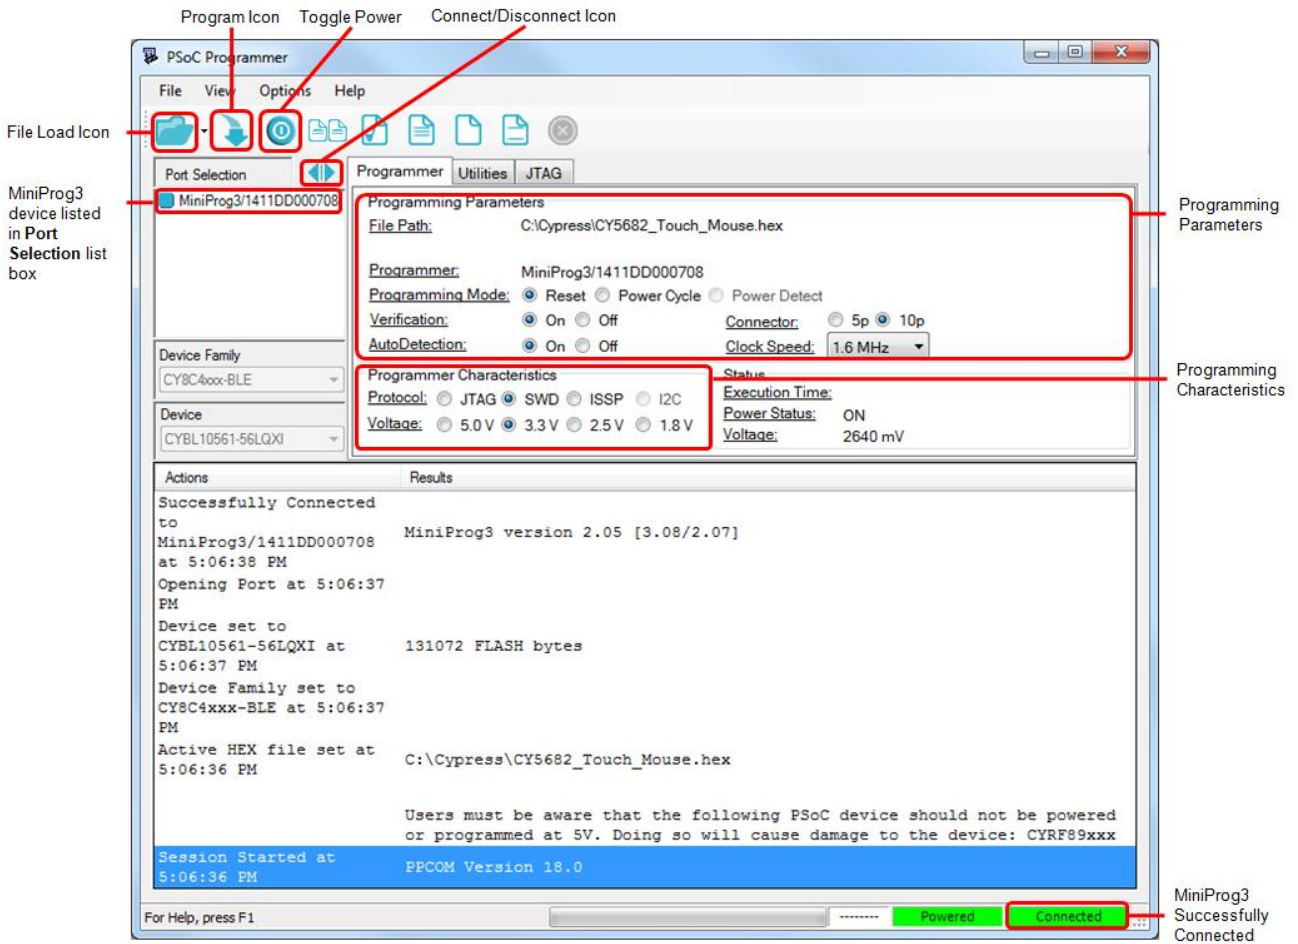 Program Icon Toggle Power Connect/Disconnect Icon
PSoC Programmer
File View Options Help
File Load Icon
Port Selection
Programmer Utilities JTAG
MiniProg3
device listed
in Port
Selection list
box
MiniProg3/1411DD000708
Programming Parameters
File Path: C:\Cypress\CY5682_Touch_Mouse.hex
Programmer: MiniProg3/1411DD000708
Programming Mode: Reset Power Cycle Power Detect
Verification: On Off Connector: 5p 10p
AutoDetection: On Off Clock Speed: 1.6 MHz
Programming
Parameters
Device Family
CY8C4xxx-BLE
Device
CYBL10561-56LQXI
Programmer Characteristics
Protocol: JTAG SWD ISSP I2C
Voltage: 5.0 V 3.3 V 2.5 V 1.8 V
Status
Execution Time:
Power Status: ON
Voltage: 2640 mV
Programming
Characteristics
Actions Results
Successfully Connected
to
MiniProg3/1411DD000708
at 5:06:38 PM
MiniProg3 version 2.05 [3.08/2.07]
Opening Port at 5:06:37
PM
Device set to
CYBL10561-56LQXI at
5:06:37 PM
131072 FLASH bytes
Device Family set to
CY8C4xxx-BLE at 5:06:37
PM
Active HEX file set at
5:06:36 PM
C:\Cypress\CY5682_Touch_Mouse.hex
Users must be aware that the following PSoC device should not be powered
or programmed at 5V. Doing so will cause damage to the device: CYRF89xxx
Session Started at
5:06:36 PM
PPCOM Version 18.0
For Help, press F1
-------- Powered Connected
MiniProg3
Successfully
Connected